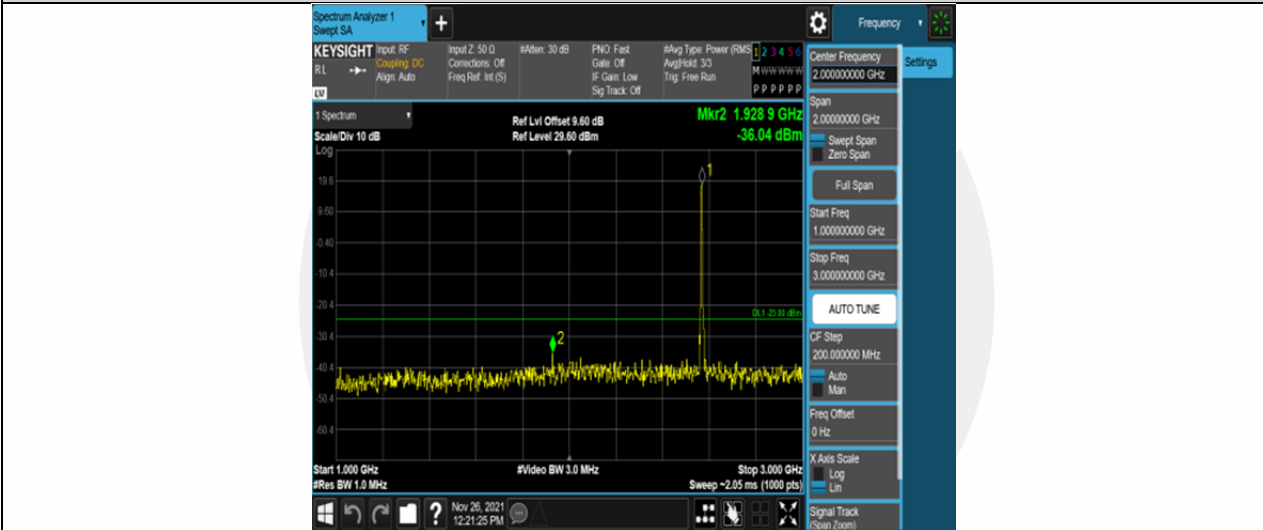 Spectrum Analyzer 1
Swept SA
+
Frequency
KEYSIGHT
Input: RF
Coupling: DC
Align: Auto
RL
LV
Input Z: 50 Ω
Corrections: Off
Freq Ref: Int (S)
#Atten: 30 dB
PNO: Fast
Gate: Off
IF Gain: Low
Sig Track: Off
#Avg Type: Power (RMS
Avg|Hold: 3/3
Trig: Free Run
1 2 3 4 5 6
M W W W W W
P P P P P P
Center Frequency
2.000000000 GHz
Settings
Span
2.00000000 GHz
Swept Span
Zero Span
Full Span
Start Freq
1.000000000 GHz
Stop Freq
3.000000000 GHz
AUTO TUNE
CF Step
200.000000 MHz
Auto
Man
Freq Offset
0 Hz
X Axis Scale
Log
Lin
Signal Track
(Span Zoom)
1 Spectrum
Scale/Div 10 dB
Ref Lvl Offset 9.60 dB
Ref Level 29.60 dBm
Mkr2 1.928 9 GHz
-36.04 dBm
Log
19.6
9.60
-0.40
-10.4
-20.4
-30.4
-40.4
-50.4
-60.4
1
2
DL1 -25.00 dBm
Start 1.000 GHz
#Res BW 1.0 MHz
#Video BW 3.0 MHz
Stop 3.000 GHz
Sweep ~2.05 ms (1000 pts)
?
Nov 26, 2021
12:21:25 PM